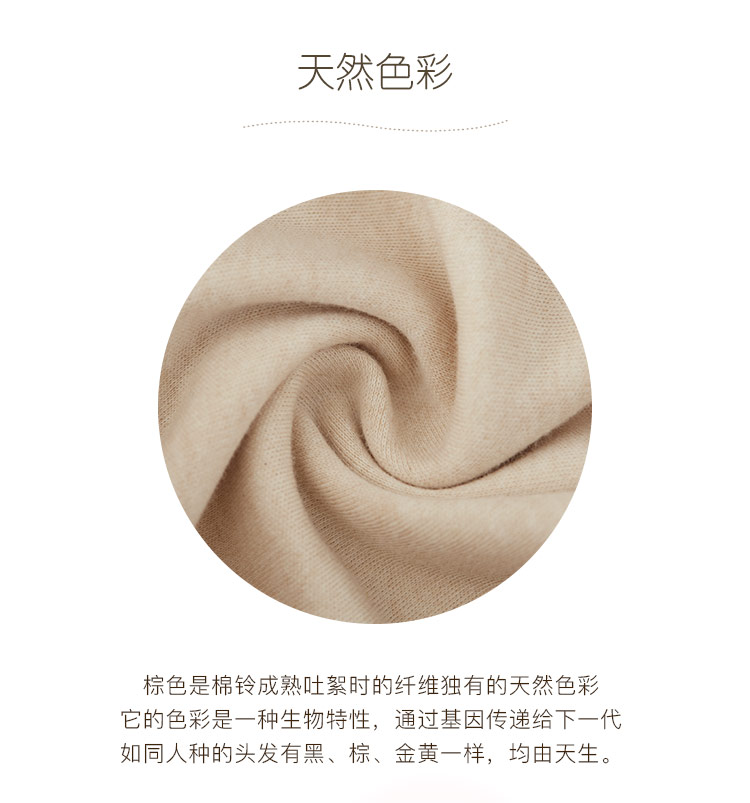 天然色彩
棕色是棉铃成熟吐絮时的纤维独有的天然色彩
它的色彩是一种生物特性，通过基因传递给下一代
如同人种的头发有黑、棕、金黄一样，均由天生。